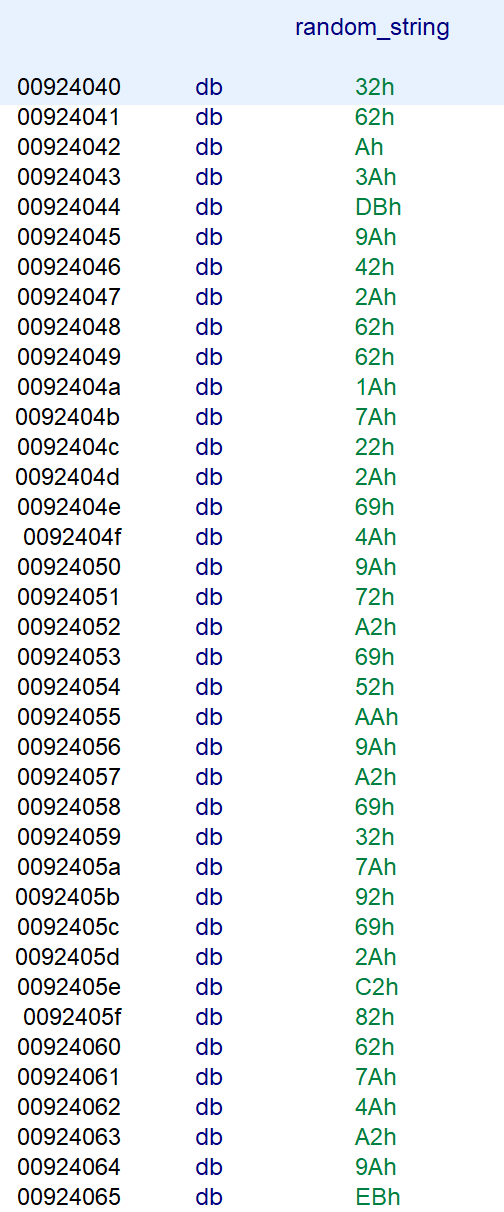 random_string
00924040 db 32h
00924041 db 62h
00924042 db Ah
00924043 db 3Ah
00924044 db DBh
00924045 db 9Ah
00924046 db 42h
00924047 db 2Ah
00924048 db 62h
00924049 db 62h
0092404a db 1Ah
0092404b db 7Ah
0092404c db 22h
0092404d db 2Ah
0092404e db 69h
0092404f db 4Ah
00924050 db 9Ah
00924051 db 72h
00924052 db A2h
00924053 db 69h
00924054 db 52h
00924055 db AAh
00924056 db 9Ah
00924057 db A2h
00924058 db 69h
00924059 db 32h
0092405a db 7Ah
0092405b db 92h
0092405c db 69h
0092405d db 2Ah
0092405e db C2h
0092405f db 82h
00924060 db 62h
00924061 db 7Ah
00924062 db 4Ah
00924063 db A2h
00924064 db 9Ah
00924065 db EBh